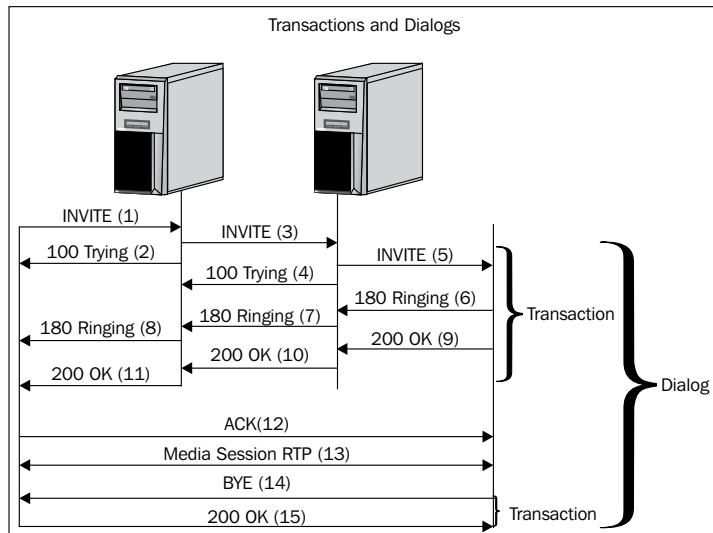 Transactions and Dialogs
INVITE (1)
INVITE (3)
100 Trying (2)
INVITE (5)
100 Trying (4)
180 Ringing (6)
Transaction
180 Ringing (7)
180 Ringing (8)
200 OK (9)
200 OK (10)
200 OK (11)
Dialog
ACK(12)
Media Session RTP (13)
BYE (14)
200 OK (15)
Transaction